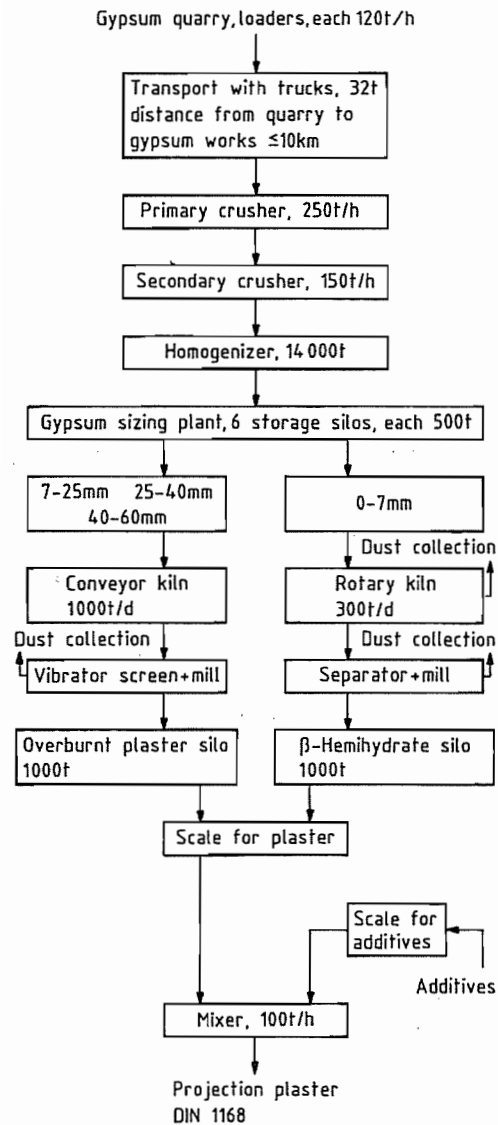 Gypsum quarry, loaders, each 120t/h
Transport with trucks, 32t
distance from quarry to
gypsum works ≤10km
Primary crusher, 250t/h
Secondary crusher, 150t/h
Homogenizer, 14 000t
Gypsum sizing plant, 6 storage silos, each 500t
7-25mm 25-40mm
40-60mm
0-7mm
Dust collection
Conveyor kiln
1000t/d
Rotary kiln
300t/d
Dust collection
Dust collection
Vibrator screen+mill
Separator+mill
Overburnt plaster silo
1000t
β-Hemihydrate silo
1000t
Scale for plaster
Scale for
additives
Additives
Mixer, 100t/h
Projection plaster
DIN 1168